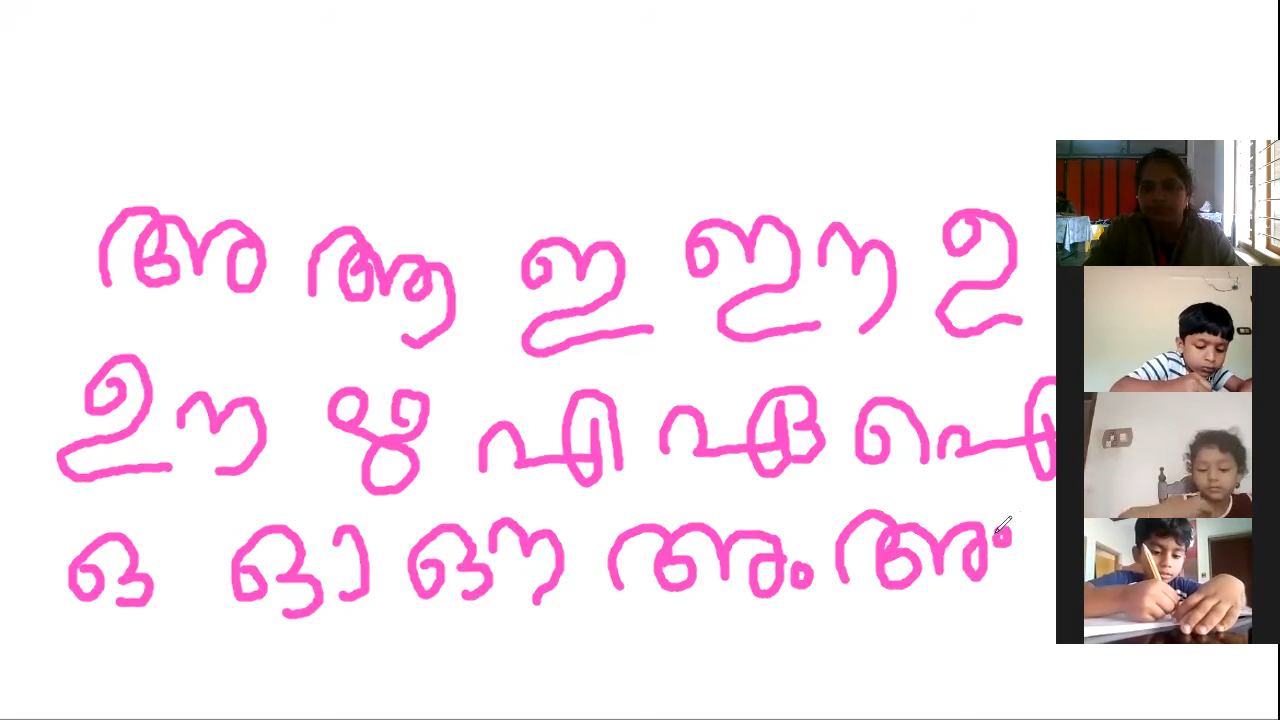 അ ആ ഇ ഈ ഉ
ഊ ഋ എ ഏ ഐ
ഒ ഓ ഔ അം അഃ